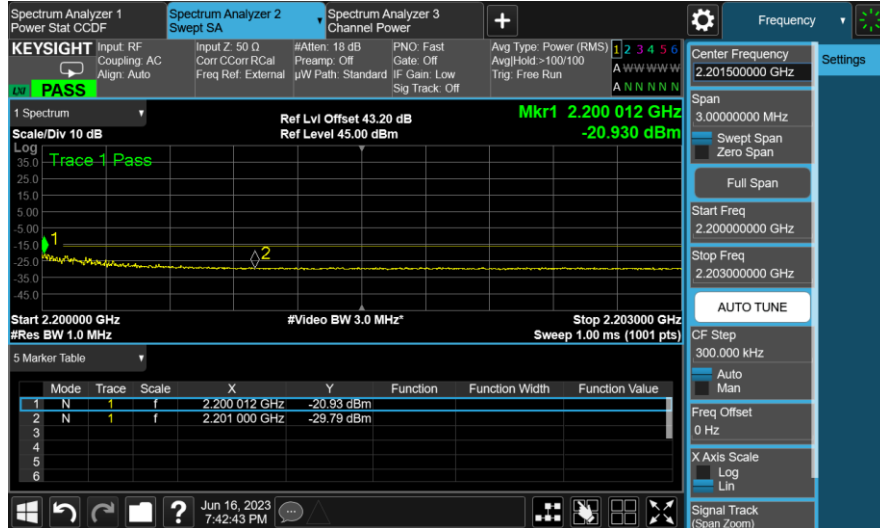 Spectrum Analyzer 1
Power Stat CCDF
Spectrum Analyzer 2
Swept SA
Spectrum Analyzer 3
Channel Power
Frequency
KEYSIGHT
Input: RF
Coupling: AC
Align: Auto
Input Z: 50 Ω
Corr CCorr RCal
Freq Ref: External
#Atten: 18 dB
Preamp: Off
µW Path: Standard
PNO: Fast
Gate: Off
IF Gain: Low
Sig Track: Off
Avg Type: Power (RMS)
Avg|Hold:>100/100
Trig: Free Run
1 2 3 4 5 6
A W W W W W
A N N N N N
LXI
PASS
1 Spectrum
Scale/Div 10 dB
Ref Lvl Offset 43.20 dB
Ref Level 45.00 dBm
Mkr1 2.200 012 GHz
-20.930 dBm
Log
Trace 1 Pass
35.0
25.0
15.0
5.00
-5.00
-15.0
-25.0
-35.0
-45.0
1
2
Start 2.200000 GHz
#Res BW 1.0 MHz
#Video BW 3.0 MHz*
Stop 2.203000 GHz
Sweep 1.00 ms (1001 pts)
5 Marker Table
Mode Trace Scale X Y Function Function Width Function Value
1 N 1 f 2.200 012 GHz -20.93 dBm
2 N 1 f 2.201 000 GHz -29.79 dBm
3
4
5
6
?
Jun 16, 2023
7:42:43 PM
Center Frequency
2.201500000 GHz
Settings
Span
3.00000000 MHz
Swept Span
Zero Span
Full Span
Start Freq
2.200000000 GHz
Stop Freq
2.203000000 GHz
AUTO TUNE
CF Step
300.000 kHz
Auto
Man
Freq Offset
0 Hz
X Axis Scale
Log
Lin
Signal Track
(Span Zoom)